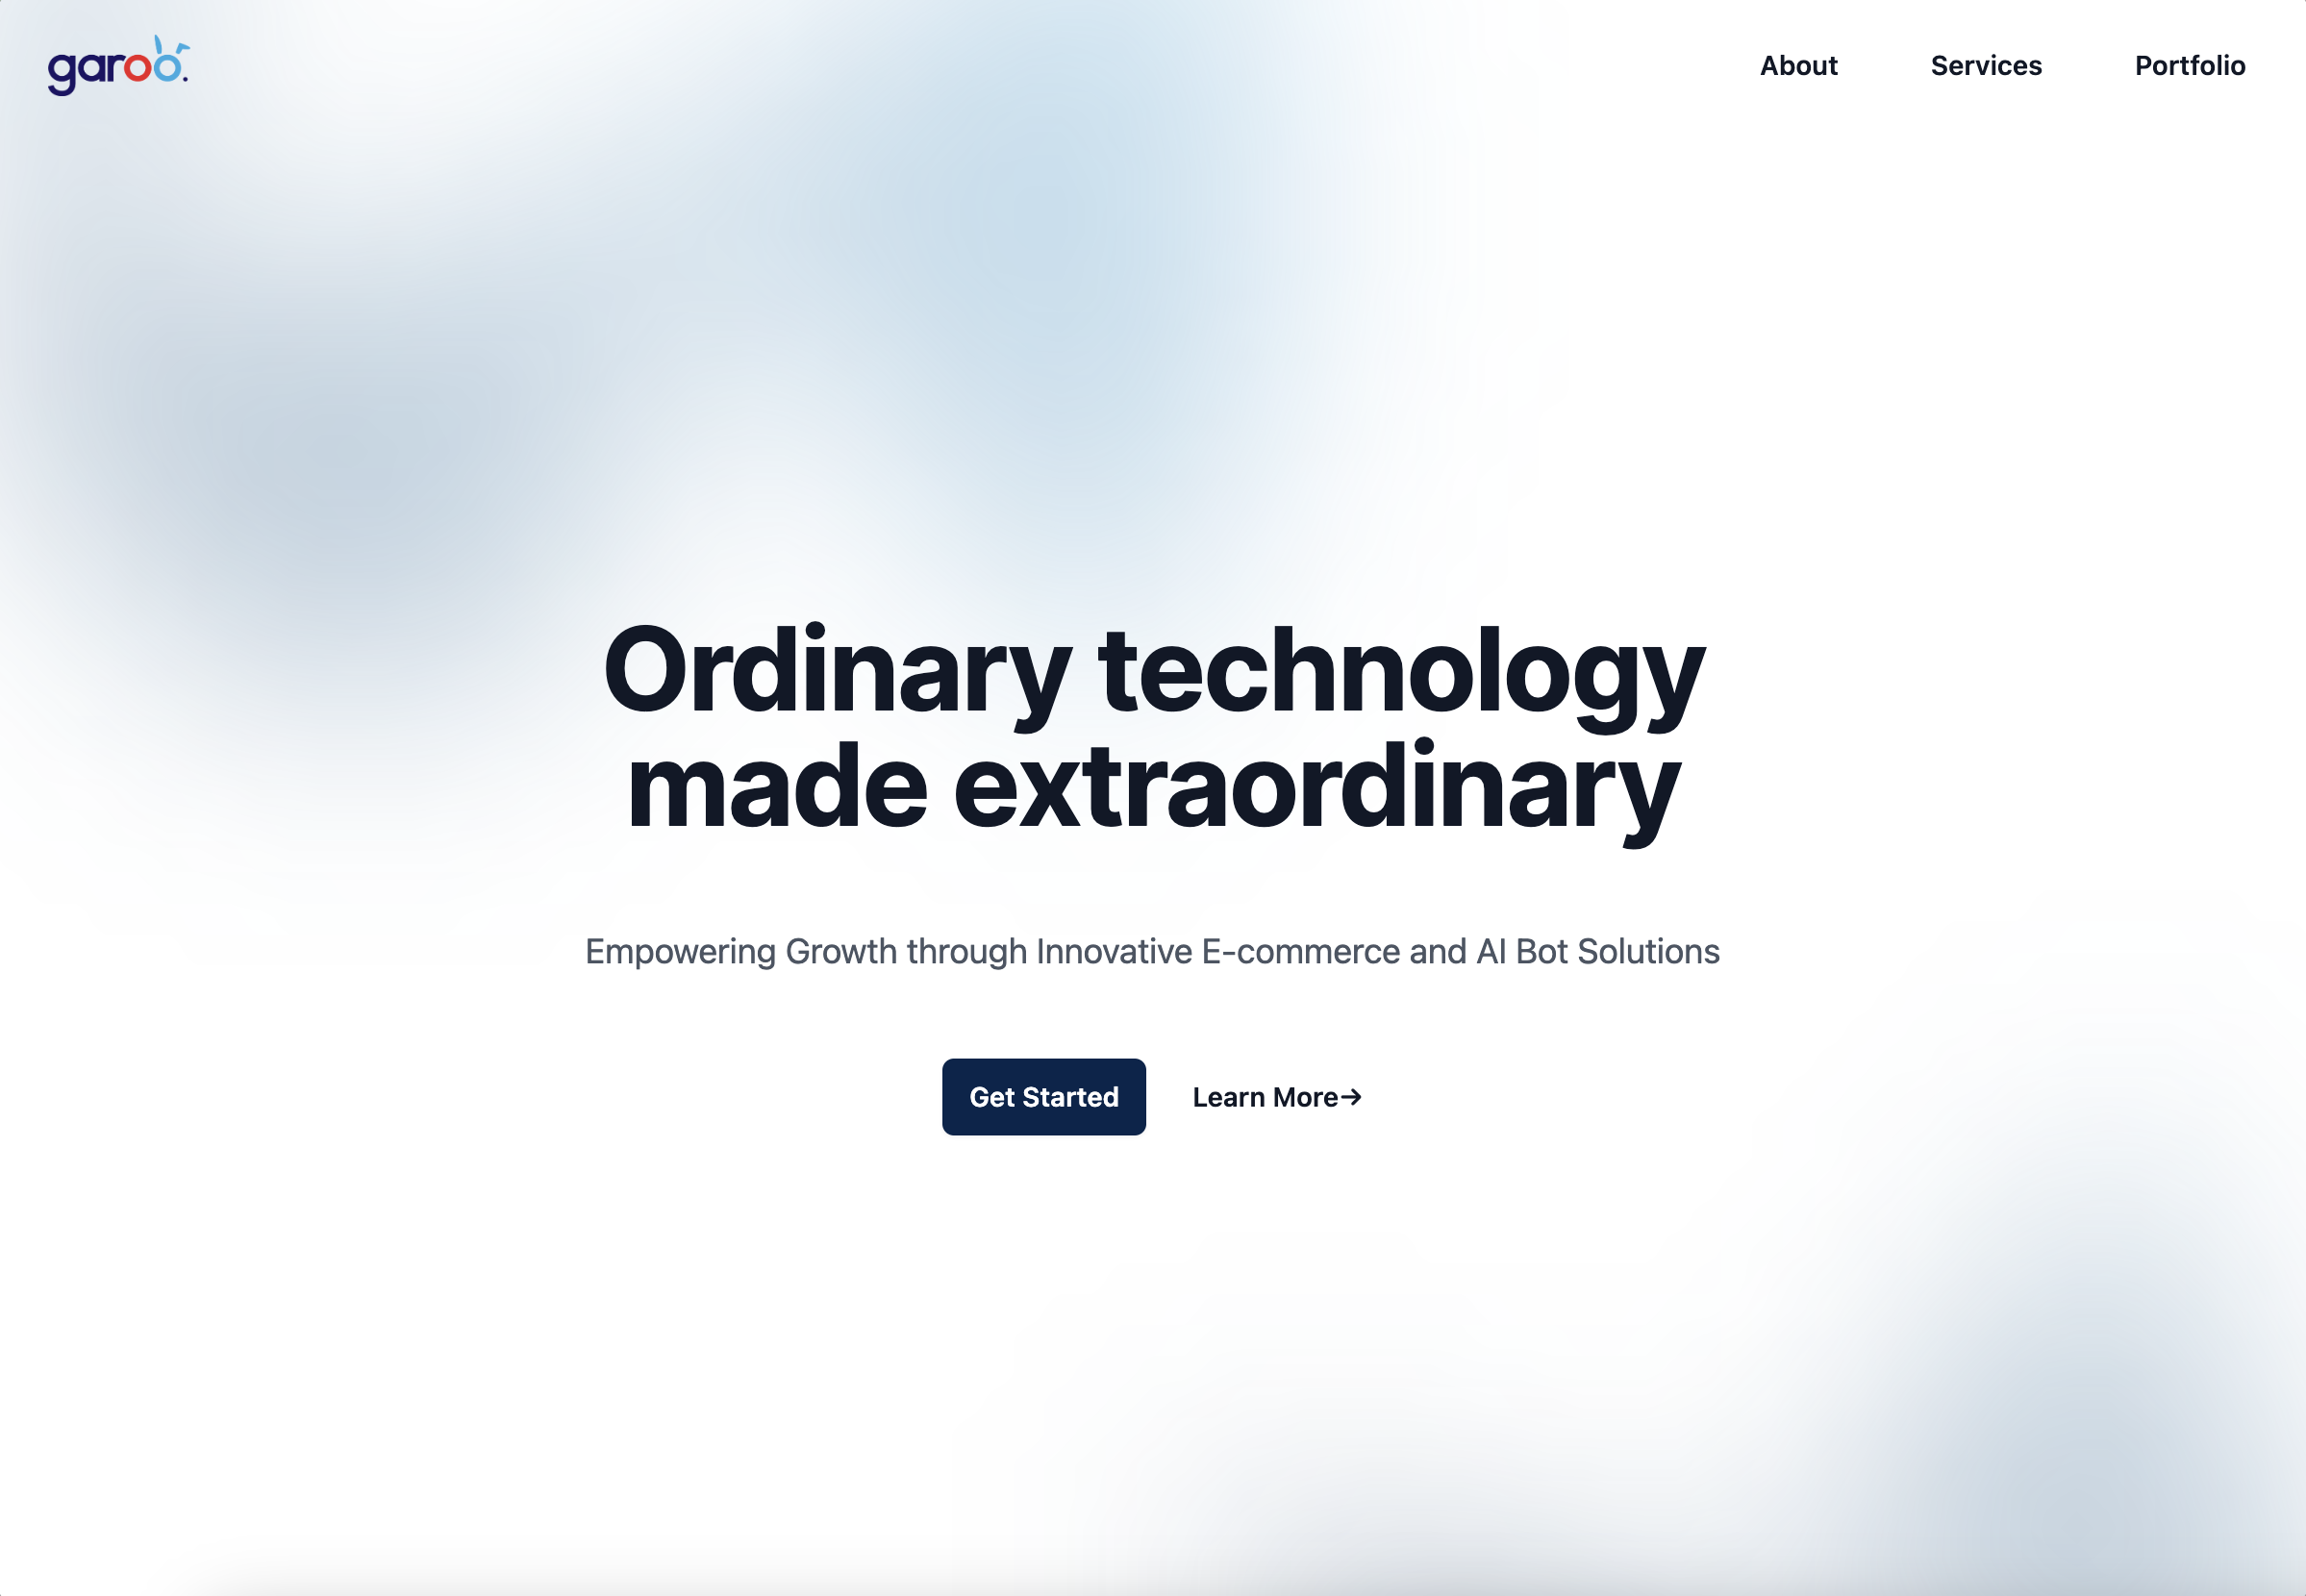 garoo.
About
Services
Portfolio
Ordinary technology
made extraordinary
Empowering Growth through Innovative E-commerce and AI Bot Solutions
Get Started
Learn More→